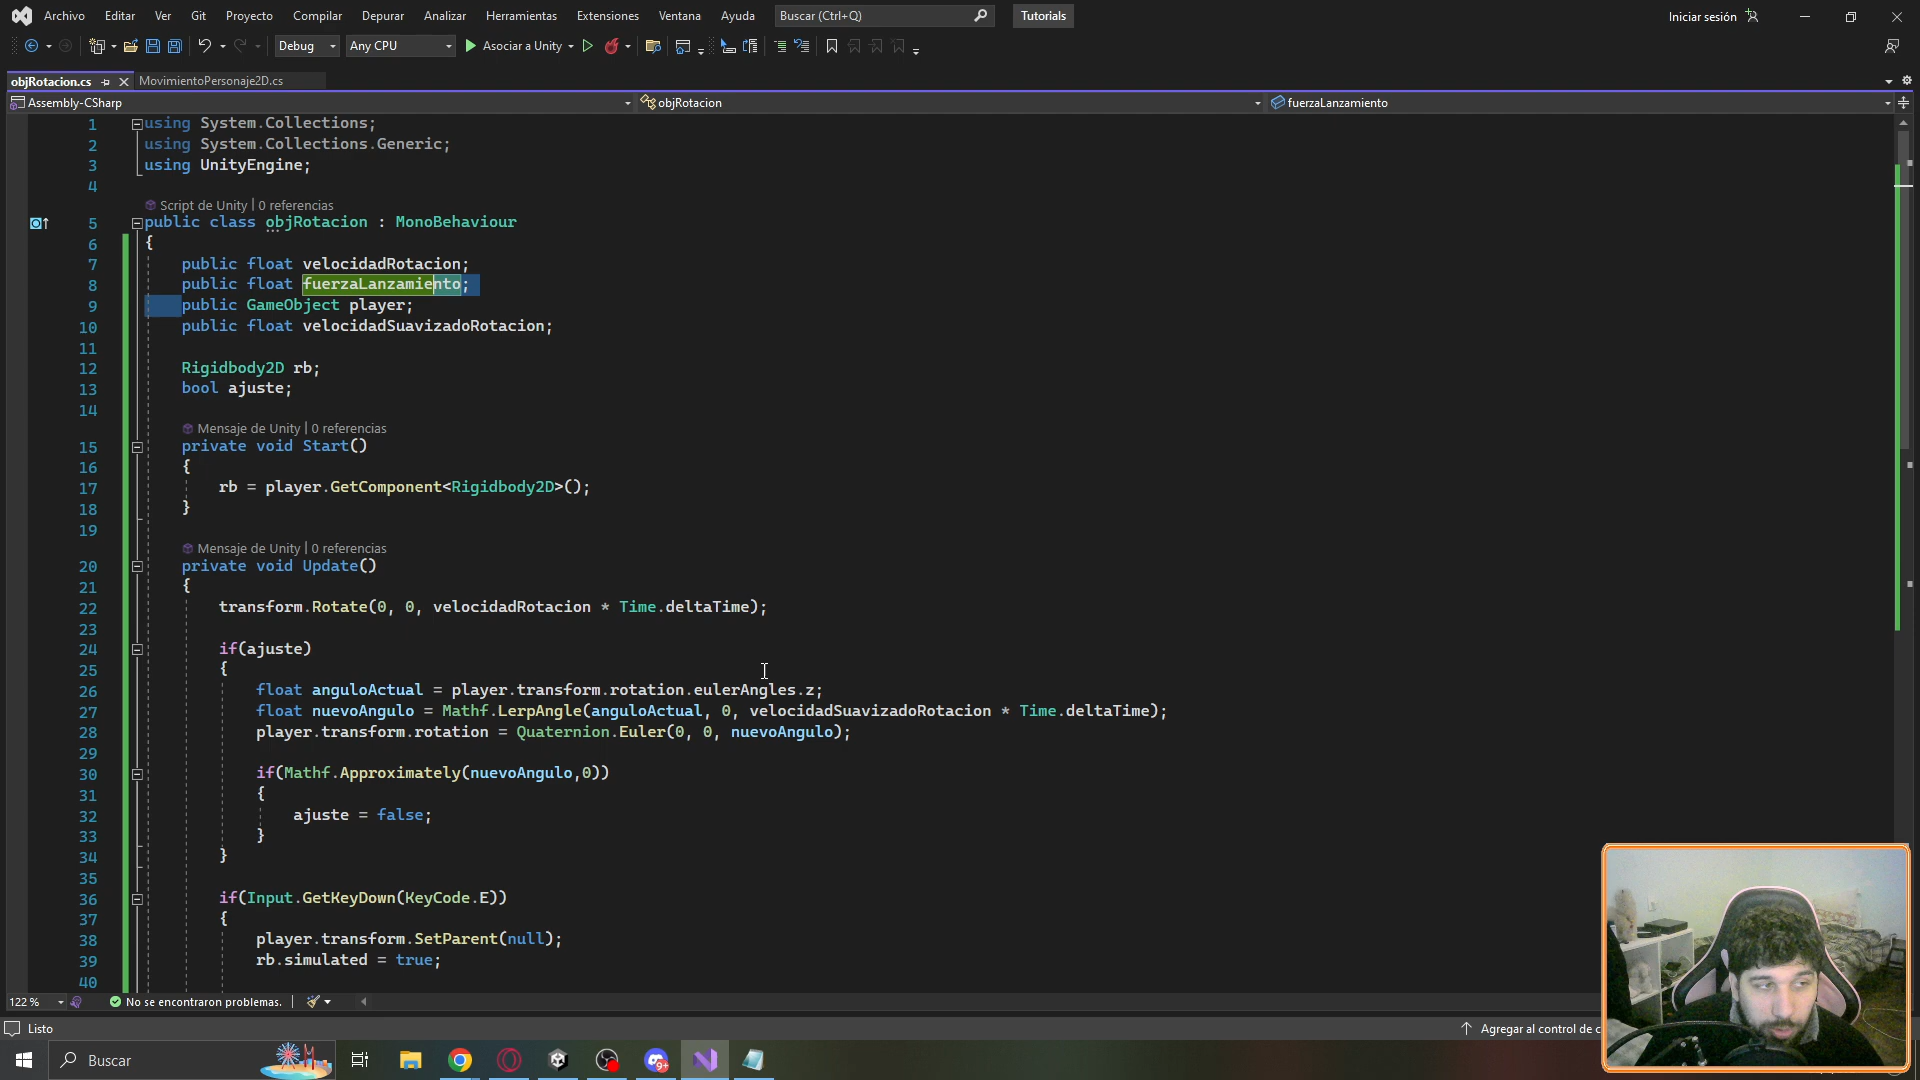 Archivo Editar Ver Git Proyecto Compilar Depurar Analizar Herramientas Extensiones Ventana Ayuda Buscar (Ctrl+Q) Tutorials Iniciar sesión
Debug Any CPU Asociar a Unity
objRotacion.cs MovimientoPersonaje2D.cs
Assembly-CSharp objRotacion fuerzaLanzamiento
1 using System.Collections;
2 using System.Collections.Generic;
3 using UnityEngine;
4
Script de Unity | 0 referencias
5 public class objRotacion : MonoBehaviour
6 {
7 public float velocidadRotacion;
8 public float fuerzaLanzamiento;
9 public GameObject player;
10 public float velocidadSuavizadoRotacion;
11
12 Rigidbody2D rb;
13 bool ajuste;
14
Mensaje de Unity | 0 referencias
15 private void Start()
16 {
17 rb = player.GetComponent<Rigidbody2D>();
18 }
19
Mensaje de Unity | 0 referencias
20 private void Update()
21 {
22 transform.Rotate(0, 0, velocidadRotacion * Time.deltaTime);
23
24 if(ajuste)
25 {
26 float anguloActual = player.transform.rotation.eulerAngles.z;
27 float nuevoAngulo = Mathf.LerpAngle(anguloActual, 0, velocidadSuavizadoRotacion * Time.deltaTime);
28 player.transform.rotation = Quaternion.Euler(0, 0, nuevoAngulo);
29
30 if(Mathf.Approximately(nuevoAngulo,0))
31 {
32 ajuste = false;
33 }
34 }
35
36 if(Input.GetKeyDown(KeyCode.E))
37 {
38 player.transform.SetParent(null);
39 rb.simulated = true;
40
122 % No se encontraron problemas.
Listo Agregar al control de c
Buscar 9+